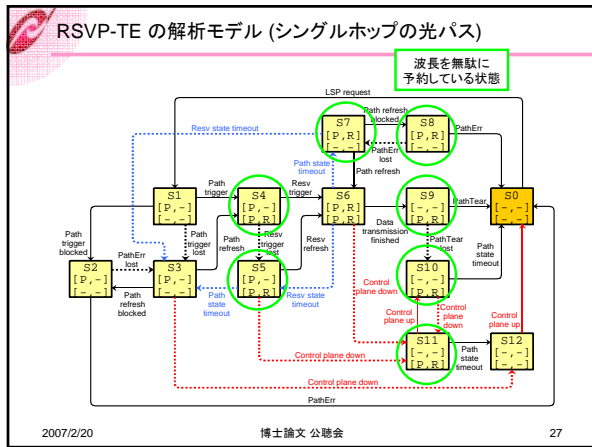 RSVP-TE の解析モデル (シングルホップの光パス)
波長を無駄に
予約している状態
LSP request
Path refresh
blocked
S7
[P,R]
[-,-]
S8
[P,R]
[-,-]
PathErr
PathErr
lost
Resv state timeout
Path state
timeout
Path refresh
S1
[P,-]
[-,-]
Path
trigger
S4
[P,-]
[P,-]
Resv
trigger
S6
[P,R]
[P,R]
S9
[-,-]
[P,R]
PathTear
S0
[-,-]
[-,-]
Path
trigger
blocked
PathErr
lost
Path
trigger
lost
Path
refresh
Resv
trigger
lost
Resv
refresh
Data
transmission
finished
PathTear
lost
Path
state
timeout
S2
[-,-]
[P,-]
S3
[P,-]
[-,-]
S5
[P,-]
[P,R]
S10
[-,-]
[P,R]
Path
refresh
blocked
Path
state
timeout
Resv state
timeout
Control
plane up
Control
plane
down
Control
plane up
Control plane down
S11
[-,-]
[P,R]
Path
state
timeout
S12
[-,-]
[-,-]
Control plane down
PathErr
2007/2/20
博士論文 公聴会
27